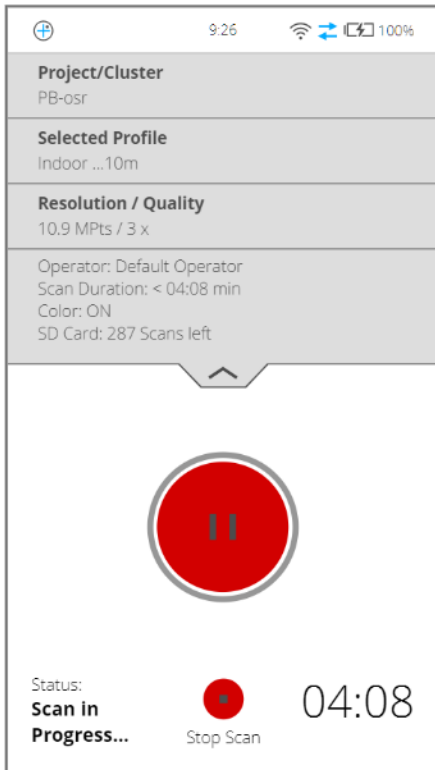 9:26 100%
Project/Cluster
PB-osr
Selected Profile
Indoor ...10m
Resolution / Quality
10.9 MPts / 3 x
Operator: Default Operator
Scan Duration: < 04:08 min
Color: ON
SD Card: 287 Scans left
Status:
Scan in
Progress...
Stop Scan
04:08